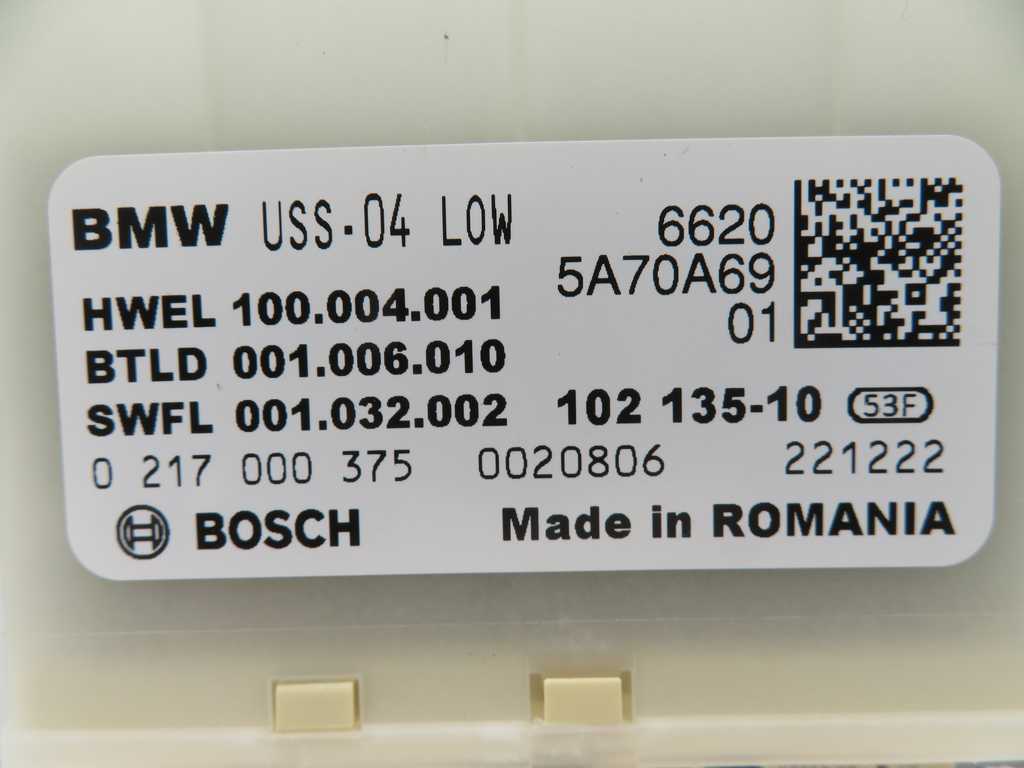 BMW USS-04 LOW 6620
5A70A69
HWEL 100.004.001
01
BTLD 001.006.010
SWFL 001.032.002 102 135-10 53F
0 217 000 375 0020806 221222
BOSCH Made in ROMANIA